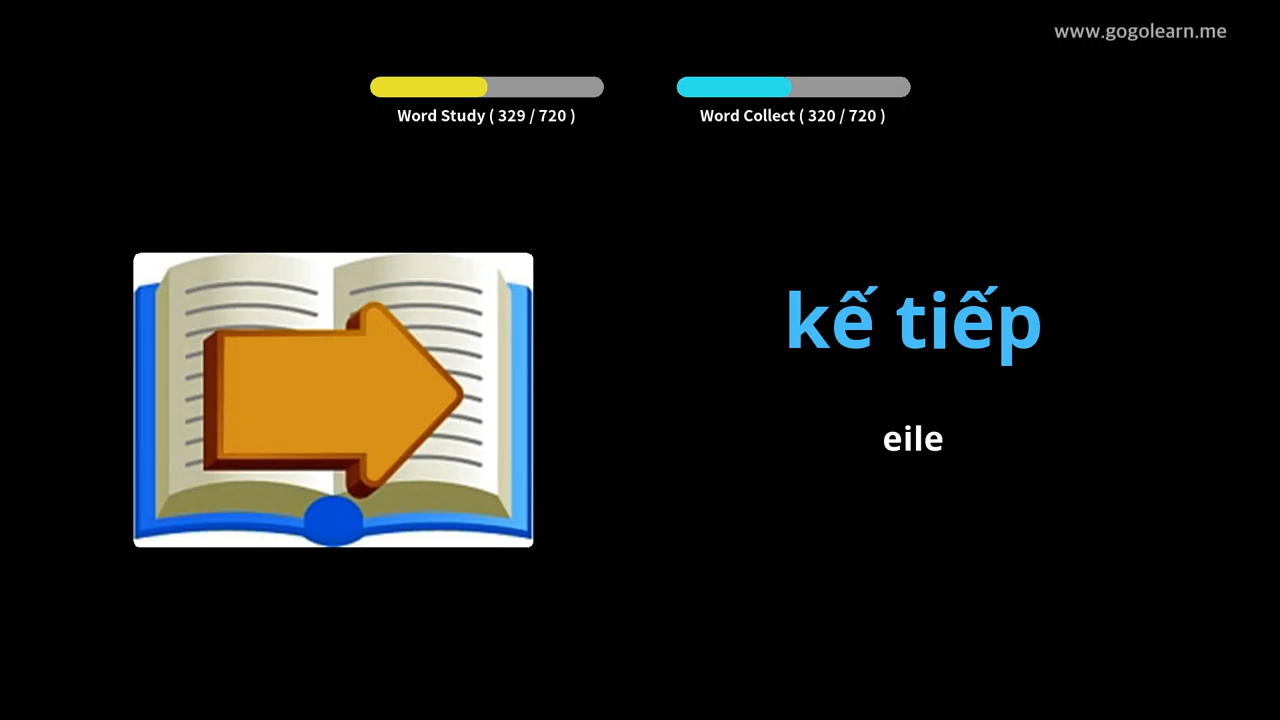 www.gogolearn.me
Word Study ( 329 / 720 )
Word Collect ( 320 / 720 )
kế tiếp
eile